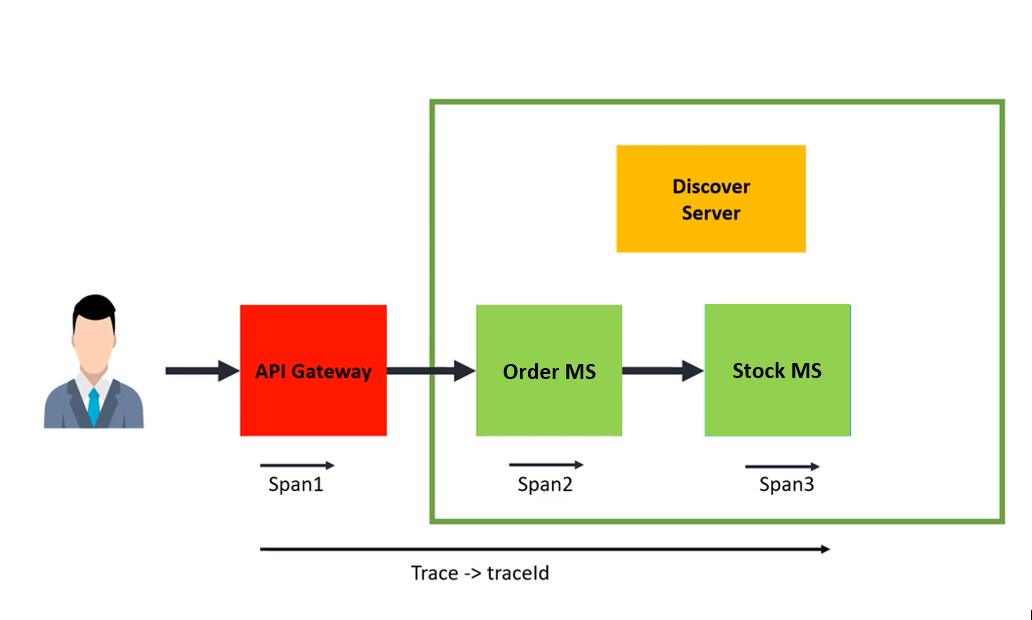 Discover
Server
API Gateway
Order MS
Stock MS
Span1
Span2
Span3
Trace -> traceId